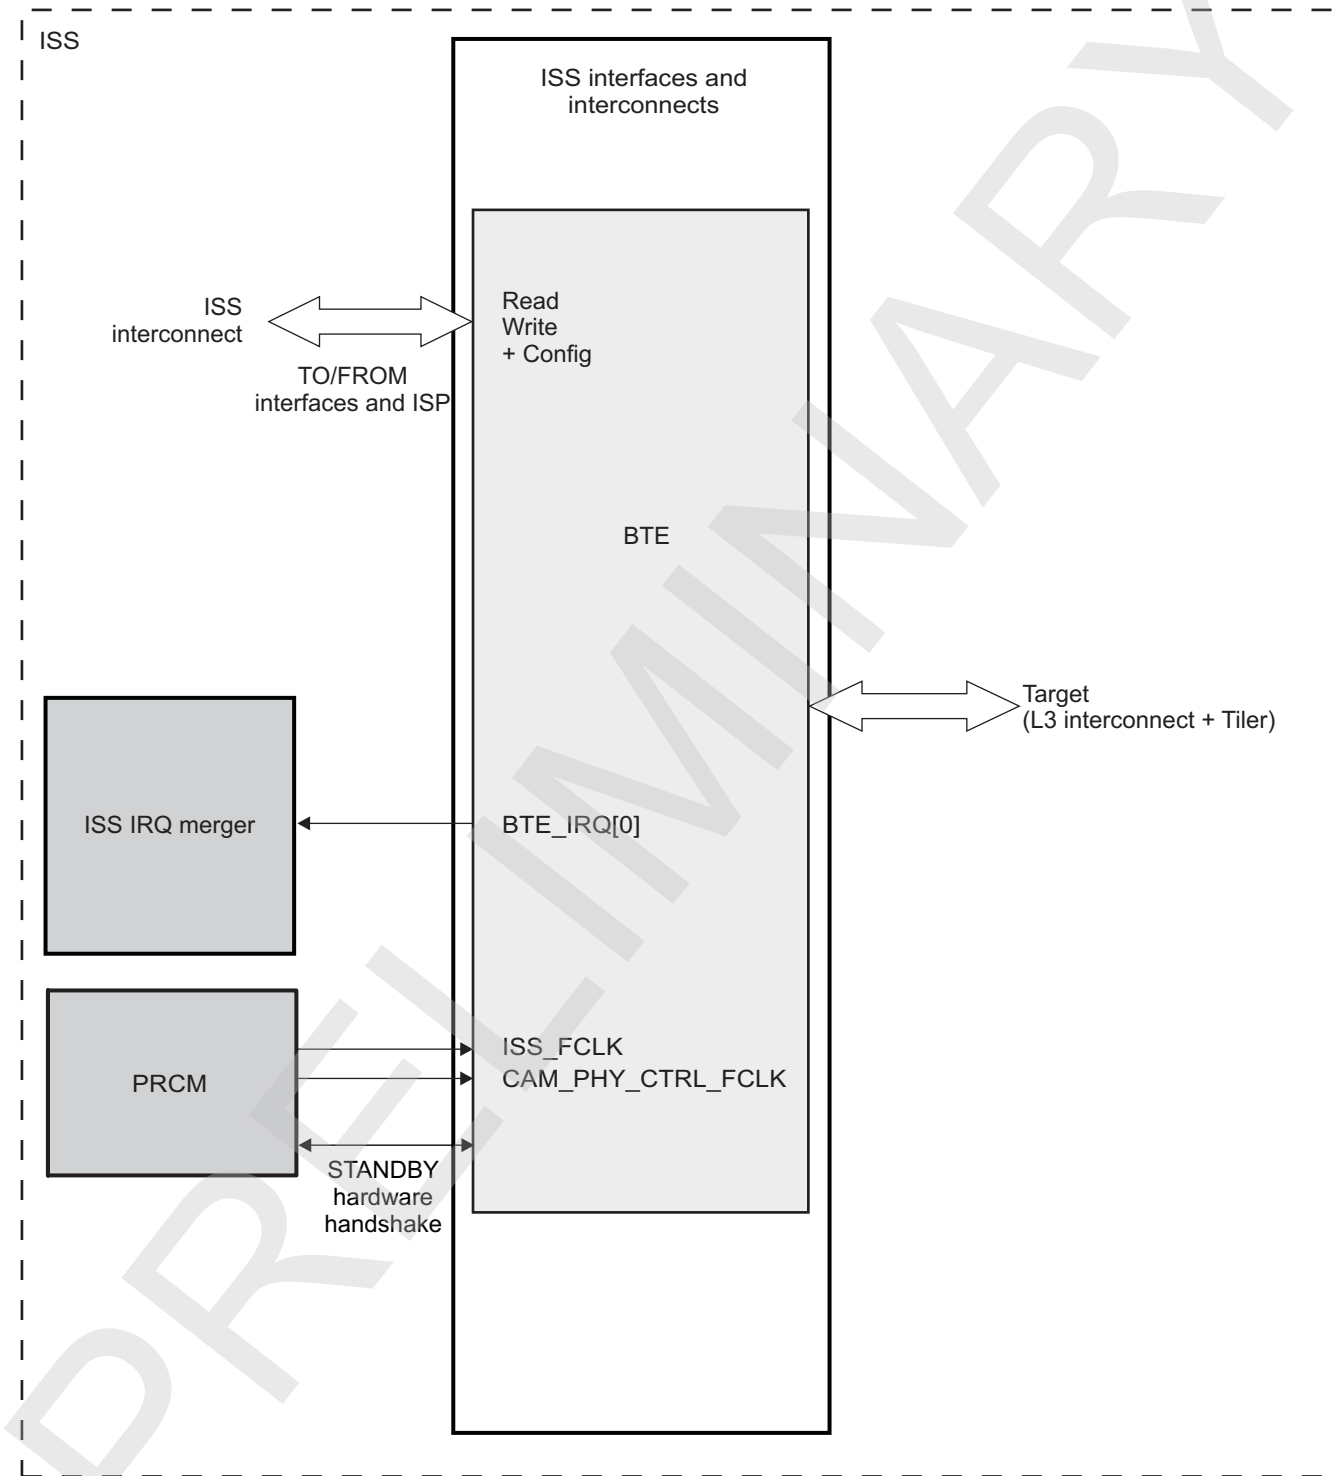 ISS
ISS interfaces and
interconnects
ISS
interconnect
TO/FROM
interfaces and ISP
Read
Write
+ Config
BTE
Target
(L3 interconnect + Tiler)
ISS IRQ merger
BTE_IRQ[0]
PRCM
ISS_FCLK
CAM_PHY_CTRL_FCLK
STANDBY
hardware
handshake
PRELIMINARY